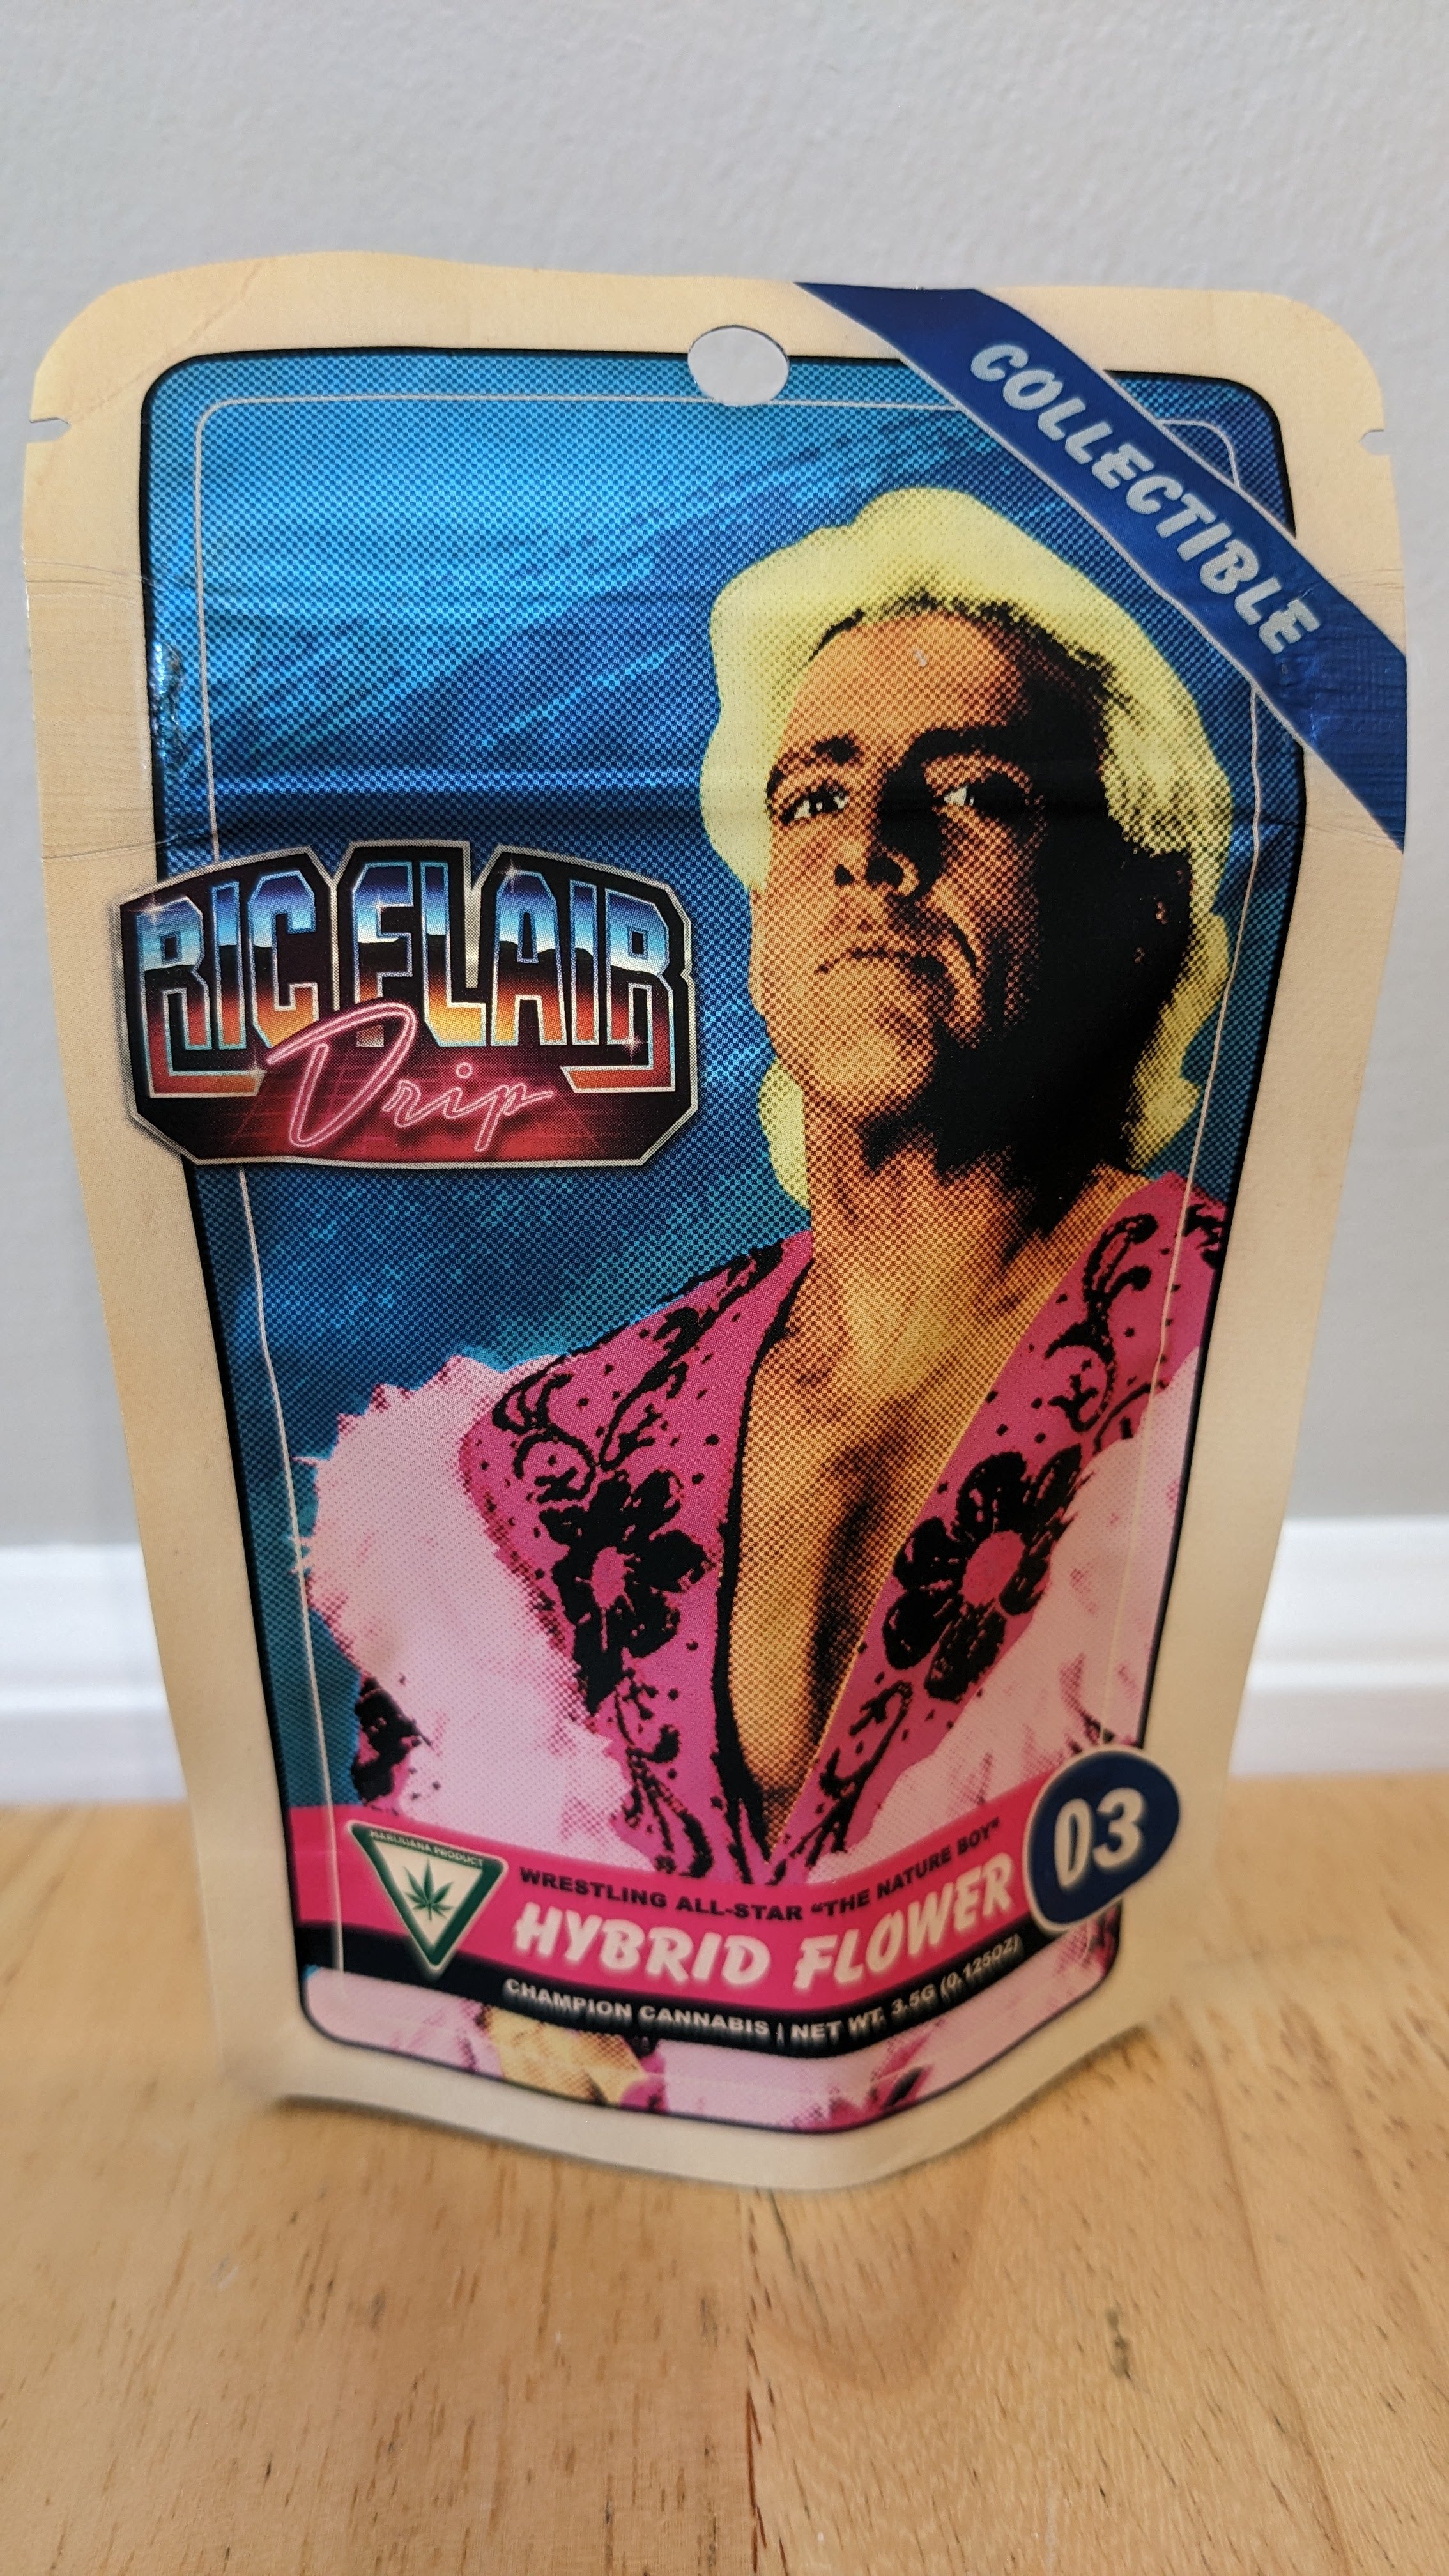 COLLECTIBLE
RIC FLAIR
Drip
03
MARIJUANA PRODUCT
WRESTLING ALL-STAR "THE NATURE BOY"
HYBRID FLOWER
CHAMPION CANNABIS | NET WT. 3.5G (0.125OZ)